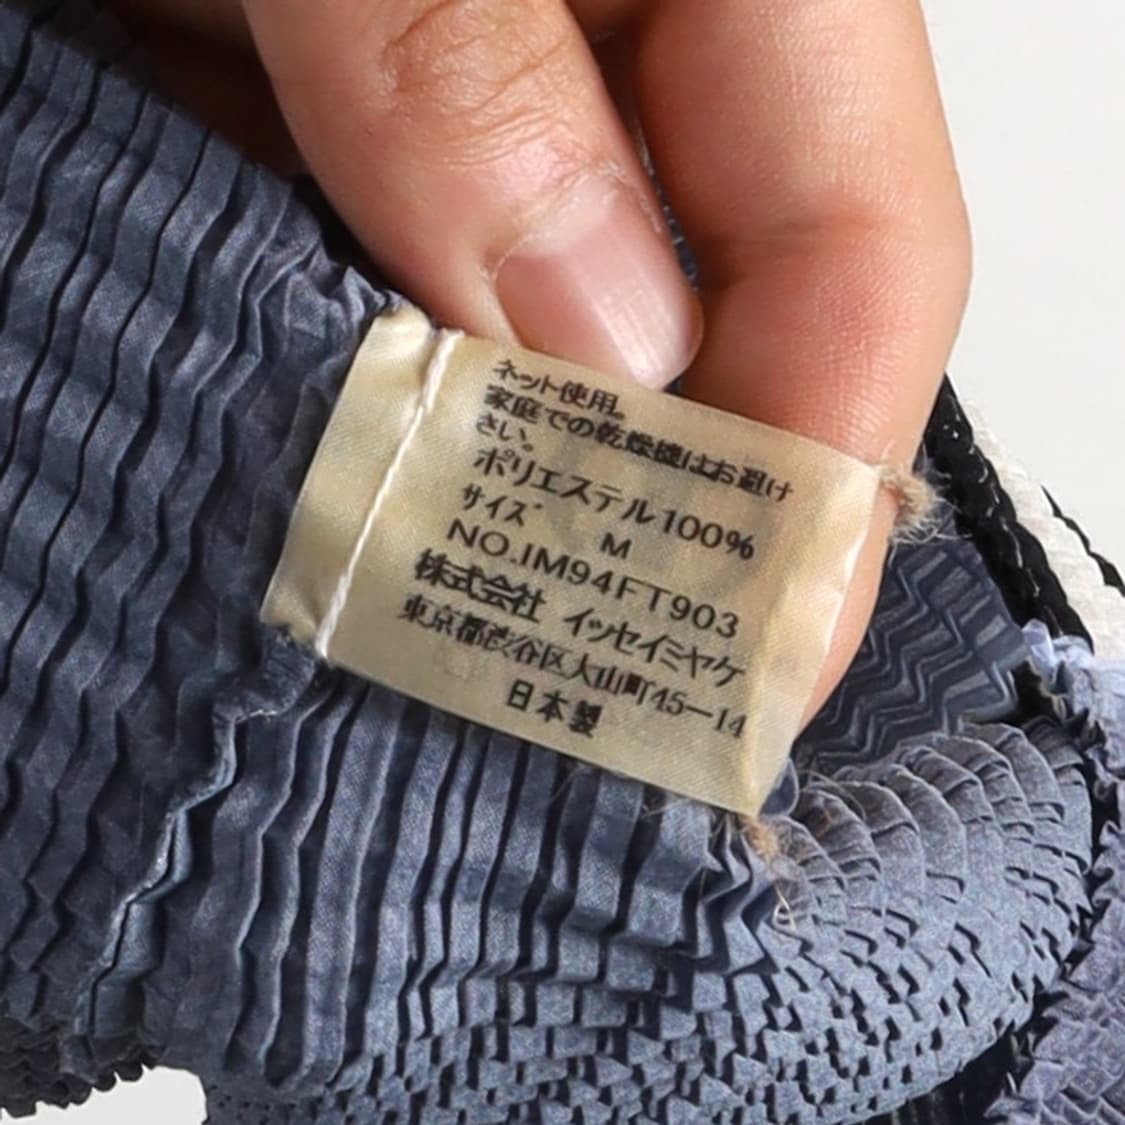 ネット使用。
家庭での乾燥機はお避け
さい。
ポリエステル100%
サイズ M
NO.IM94FT903
株式会社 イッセイミヤケ
東京都渋谷区大山町45—14
日本製